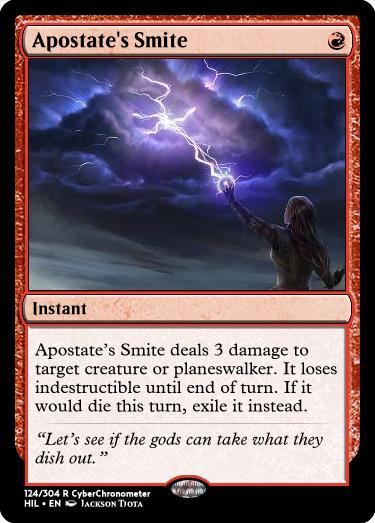 Apostate's Smite
Instant
Apostate's Smite deals 3 damage to
target creature or planeswalker. It loses
indestructible until end of turn. If it
would die this turn, exile it instead.
“Let's see if the gods can take what they
dish out.”
124/304 R CyberChronometer
HIL • EN Jackson Tjota